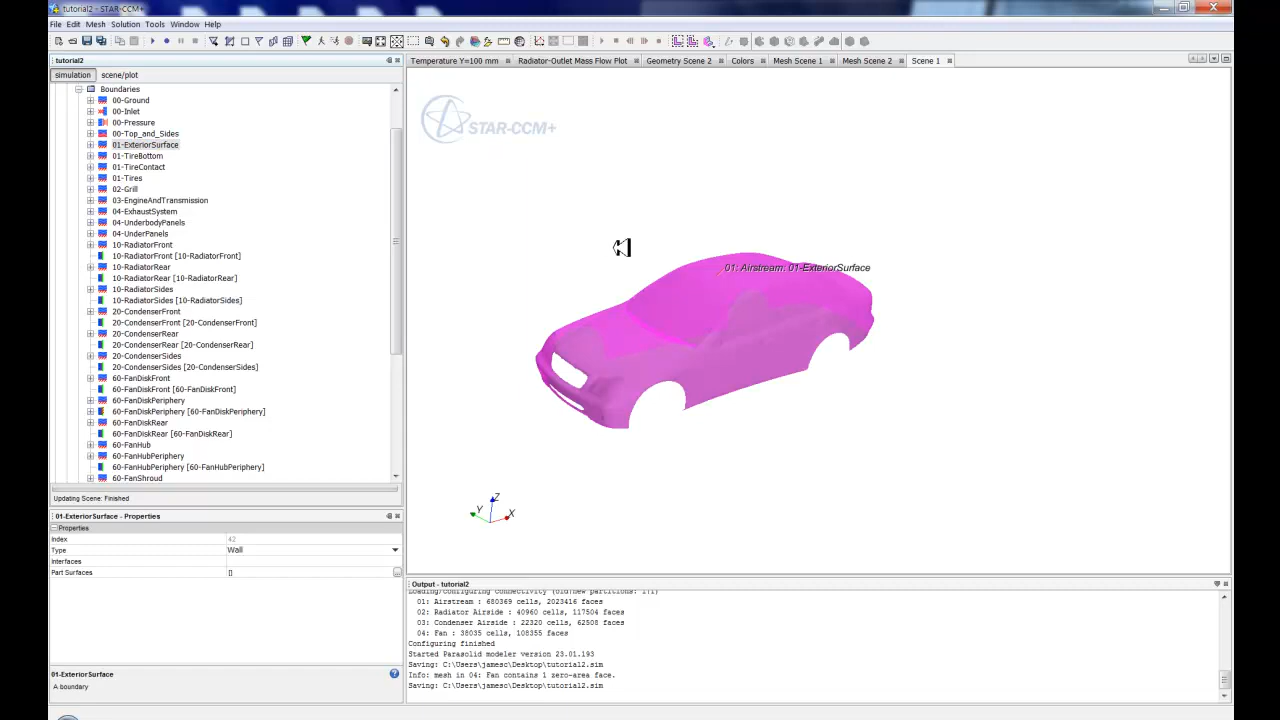 tutorial2 - STAR-CCM+
File Edit Mesh Solution Tools Window Help
tutorial2
simulation scene/plot
Boundaries
00-Ground
00-Inlet
00-Pressure
00-Top_and_Sides
01-ExteriorSurface
01-TireBottom
01-TireContact
01-Tires
02-Grill
03-EngineAndTransmission
04-ExhaustSystem
04-UnderbodyPanels
04-UnderPanels
10-RadiatorFront
10-RadiatorFront [10-RadiatorFront]
10-RadiatorRear
10-RadiatorRear [10-RadiatorRear]
10-RadiatorSides
10-RadiatorSides [10-RadiatorSides]
20-CondenserFront
20-CondenserFront [20-CondenserFront]
20-CondenserRear
20-CondenserRear [20-CondenserRear]
20-CondenserSides
20-CondenserSides [20-CondenserSides]
60-FanDiskFront
60-FanDiskFront [60-FanDiskFront]
60-FanDiskPeriphery
60-FanDiskPeriphery [60-FanDiskPeriphery]
60-FanDiskRear
60-FanDiskRear [60-FanDiskRear]
60-FanHub
60-FanHubPeriphery
60-FanHubPeriphery [60-FanHubPeriphery]
60-FanShroud
Updating Scene: Finished
01-ExteriorSurface - Properties
Properties
Index 42
Type Wall
Interfaces
Part Surfaces []
01-ExteriorSurface
A boundary
Temperature Y=100 mm Radiator-Outlet Mass Flow Plot Geometry Scene 2 Colors Mesh Scene 1 Mesh Scene 2 Scene 1
STAR-CCM+
01: Airstream: 01-ExteriorSurface
Z
Y X
Output - tutorial2
Loading/configuring connectivity (old|new partitions: 1|1)
01: Airstream : 680369 cells, 2023416 faces
02: Radiator Airside : 40960 cells, 117504 faces
03: Condenser Airside : 22320 cells, 62508 faces
04: Fan : 38035 cells, 108355 faces
Configuring finished
Started Parasolid modeler version 23.01.193
Saving: C:\Users\jamesc\Desktop\tutorial2.sim
Info: mesh in 04: Fan contains 1 zero-area face.
Saving: C:\Users\jamesc\Desktop\tutorial2.sim